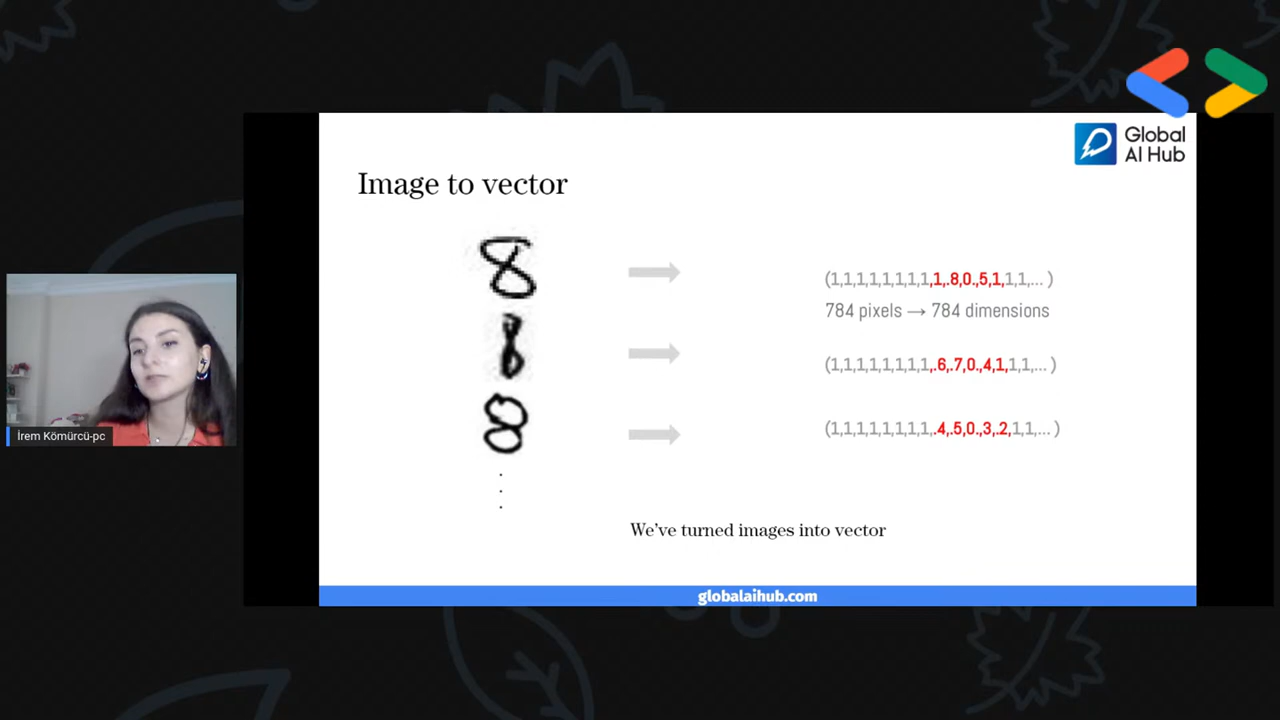 Global
AI Hub
Image to vector
8
(1,1,1,1,1,1,1,1,1,.8,0.,5,1,1,1,... )
784 pixels → 784 dimensions
8
(1,1,1,1,1,1,1,1,.6,.7,0.,4,1,1,1,... )
8
(1,1,1,1,1,1,1,1,.4,.5,0.,3,.2,1,1,... )
We've turned images into vector
globalaihub.com
İrem Kömürcü-pc